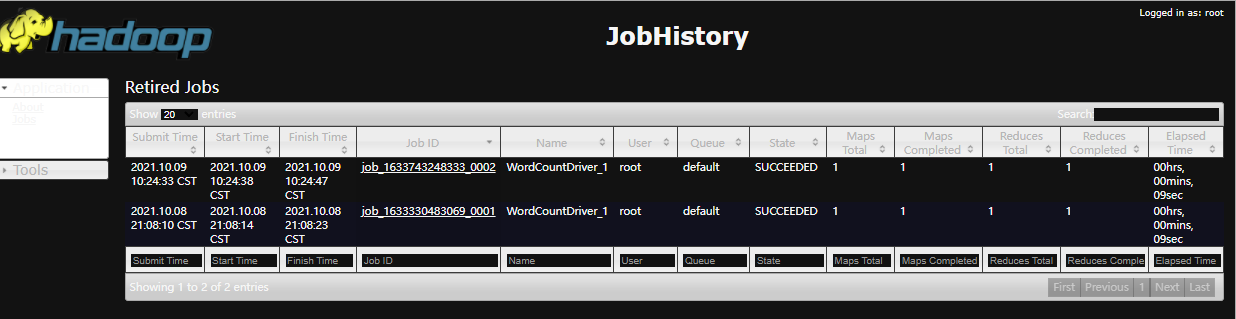 Logged in as: root
hadoop
JobHistory
Application
About
Jobs
Tools
Retired Jobs
Show 20 entries
Search:
Submit Time
Start Time
Finish Time
Job ID
Name
User
Queue
State
Maps Total
Maps Completed
Reduces Total
Reduces Completed
Elapsed Time
2021.10.09 10:24:33 CST
2021.10.09 10:24:38 CST
2021.10.09 10:24:47 CST
job_1633743248333_0002
WordCountDriver_1
root
default
SUCCEEDED
1
1
1
1
00hrs, 00mins, 09sec
2021.10.08 21:08:10 CST
2021.10.08 21:08:14 CST
2021.10.08 21:08:23 CST
job_1633330483069_0001
WordCountDriver_1
root
default
SUCCEEDED
1
1
1
1
00hrs, 00mins, 09sec
Submit Time
Start Time
Finish Time
Job ID
Name
User
Queue
State
Maps Total
Maps Completed
Reduces Total
Reduces Comple
Elapsed Time
Showing 1 to 2 of 2 entries
First Previous 1 Next Last